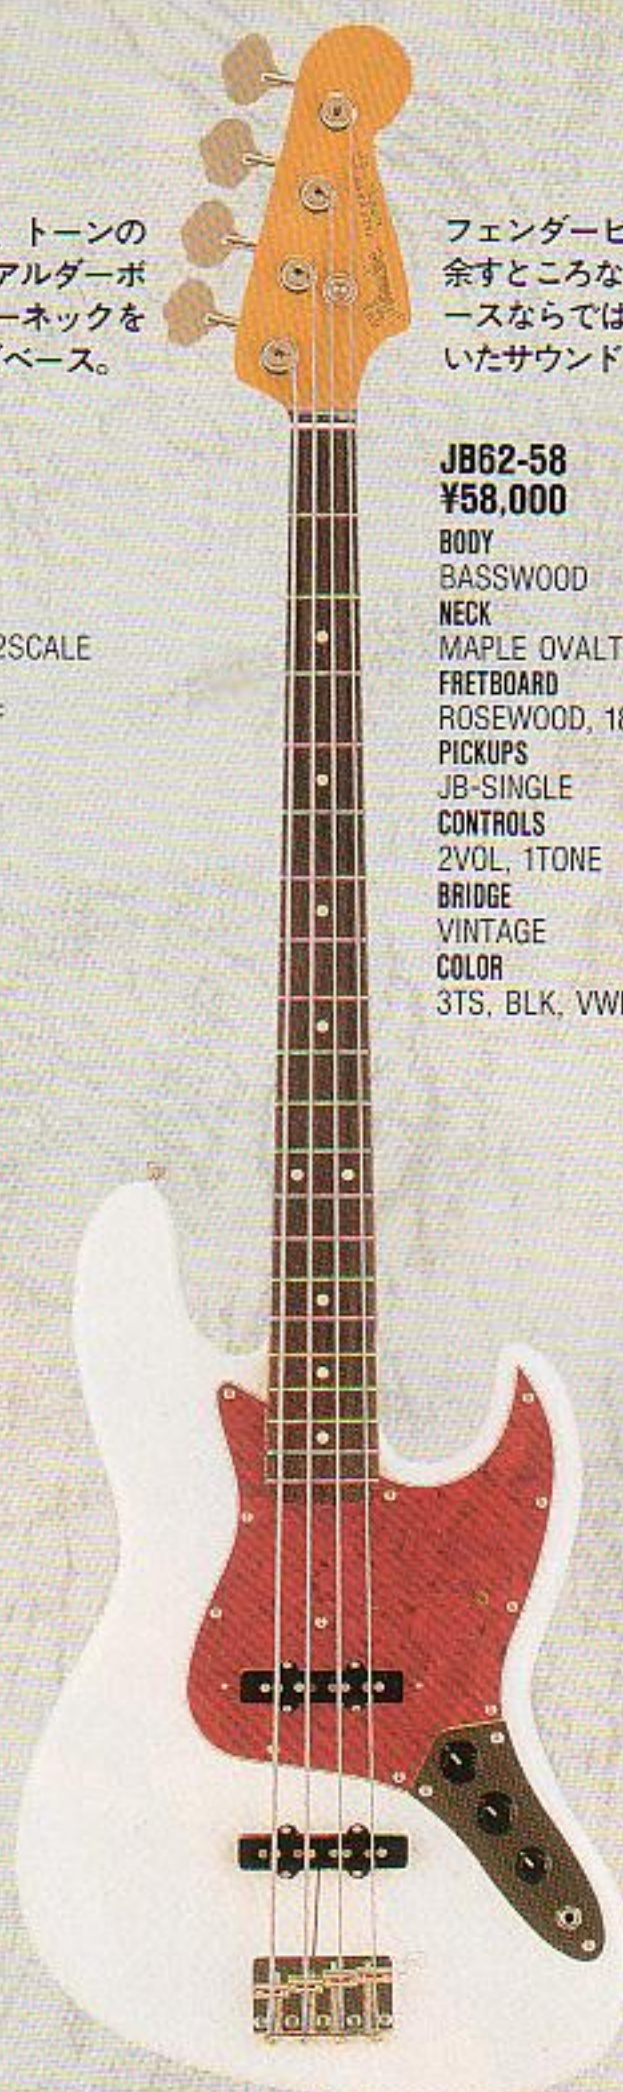 トーンの
アルダーボ
ーネックを
ベース。
2SCALE
フェンダーピ
余すところな
ースならでは
いたサウンド
JB62-58
¥58,000
BODY
BASSWOOD
NECK
MAPLE OVALT
FRETBOARD
ROSEWOOD, 18
PICKUPS
JB-SINGLE
CONTROLS
2VOL, 1TONE
BRIDGE
VINTAGE
COLOR
3TS, BLK, VWH